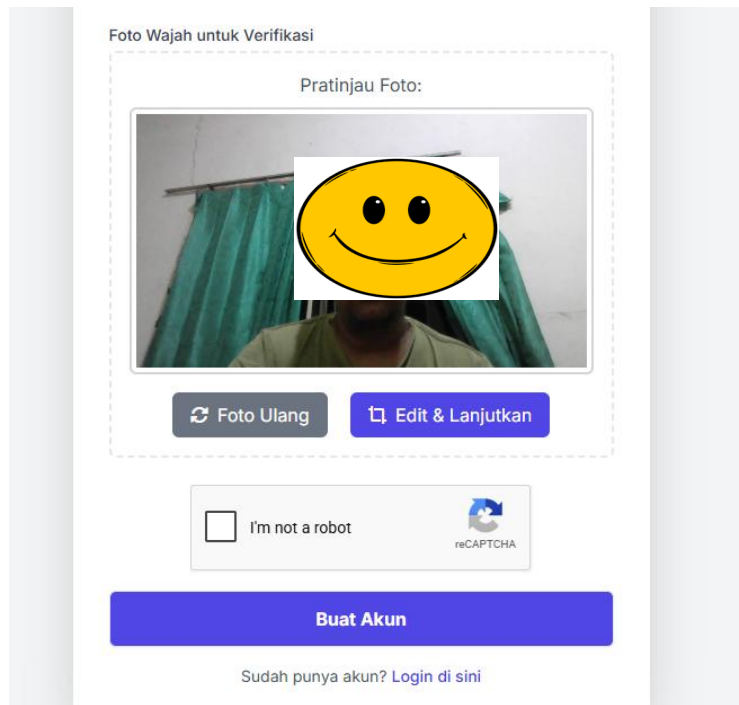 Foto Wajah untuk Verifikasi
Pratinjau Foto:
Foto Ulang
Edit & Lanjutkan
I'm not a robot
reCAPTCHA
Buat Akun
Sudah punya akun? Login di sini